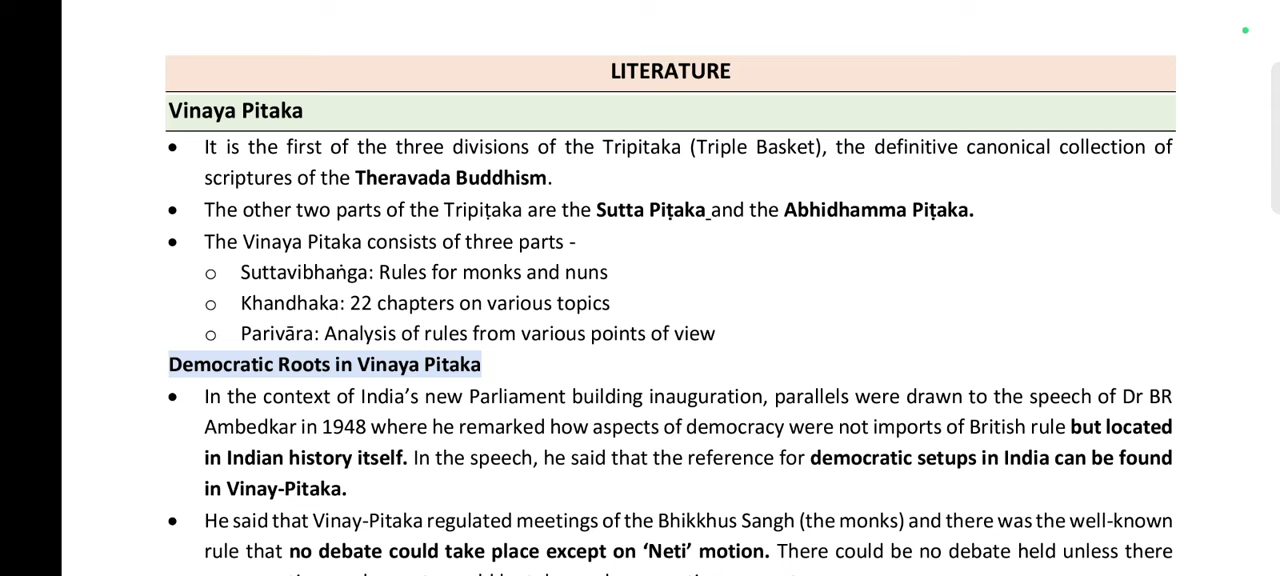 LITERATURE
Vinaya Pitaka
• It is the first of the three divisions of the Tripitaka (Triple Basket), the definitive canonical collection of
scriptures of the Theravada Buddhism.
• The other two parts of the Tripiṭaka are the Sutta Piṭaka and the Abhidhamma Piṭaka.
• The Vinaya Pitaka consists of three parts -
o Suttavibhaṅga: Rules for monks and nuns
o Khandhaka: 22 chapters on various topics
o Parivāra: Analysis of rules from various points of view
Democratic Roots in Vinaya Pitaka
• In the context of India’s new Parliament building inauguration, parallels were drawn to the speech of Dr BR
Ambedkar in 1948 where he remarked how aspects of democracy were not imports of British rule but located
in Indian history itself. In the speech, he said that the reference for democratic setups in India can be found
in Vinay-Pitaka.
• He said that Vinay-Pitaka regulated meetings of the Bhikkhus Sangh (the monks) and there was the well-known
rule that no debate could take place except on ‘Neti’ motion. There could be no debate held unless there